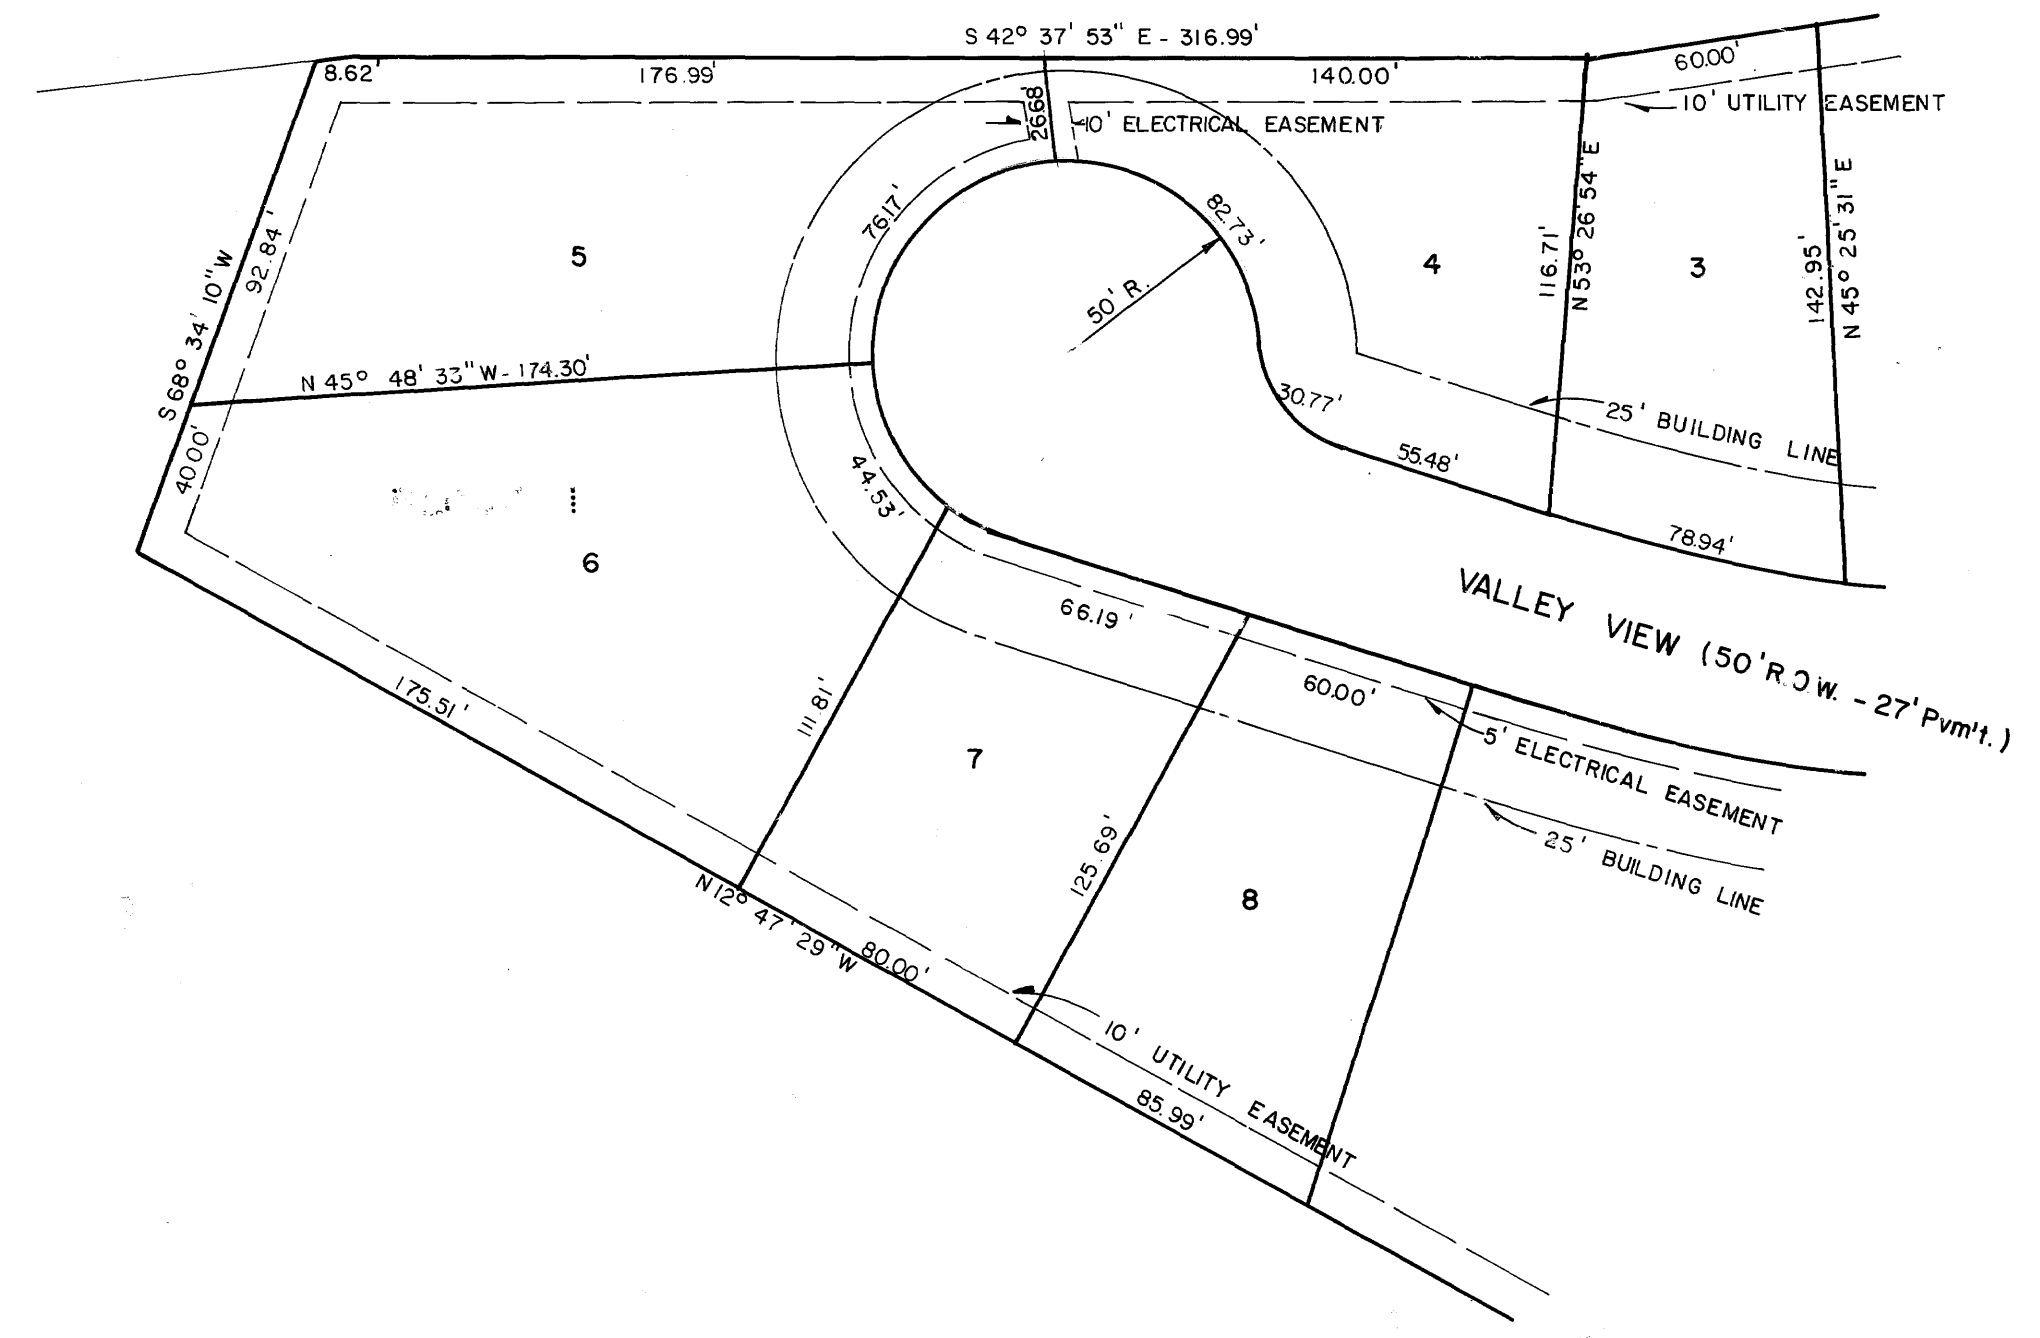 S 42° 37' 53" E - 316.99'
8.62'
176.99'
140.00'
60.00'
10' UTILITY EASEMENT
26.68'
10' ELECTRICAL EASEMENT
92.84'
S 68° 34' 10" W
76.17'
82.73'
50' R.
5
4
3
116.71'
N 53° 26' 54" E
142.95'
N 45° 25' 31" E
N 45° 48' 33" W - 174.30'
30.77'
25' BUILDING LINE
40.00'
44.53'
55.48'
78.94'
6
66.19'
VALLEY VIEW (50' R.O.W. - 27' Pvm't.)
60.00'
5' ELECTRICAL EASEMENT
175.51'
111.81'
7
125.69'
8
25' BUILDING LINE
N 12° 47' 29" W
80.00'
10' UTILITY EASEMENT
85.99'